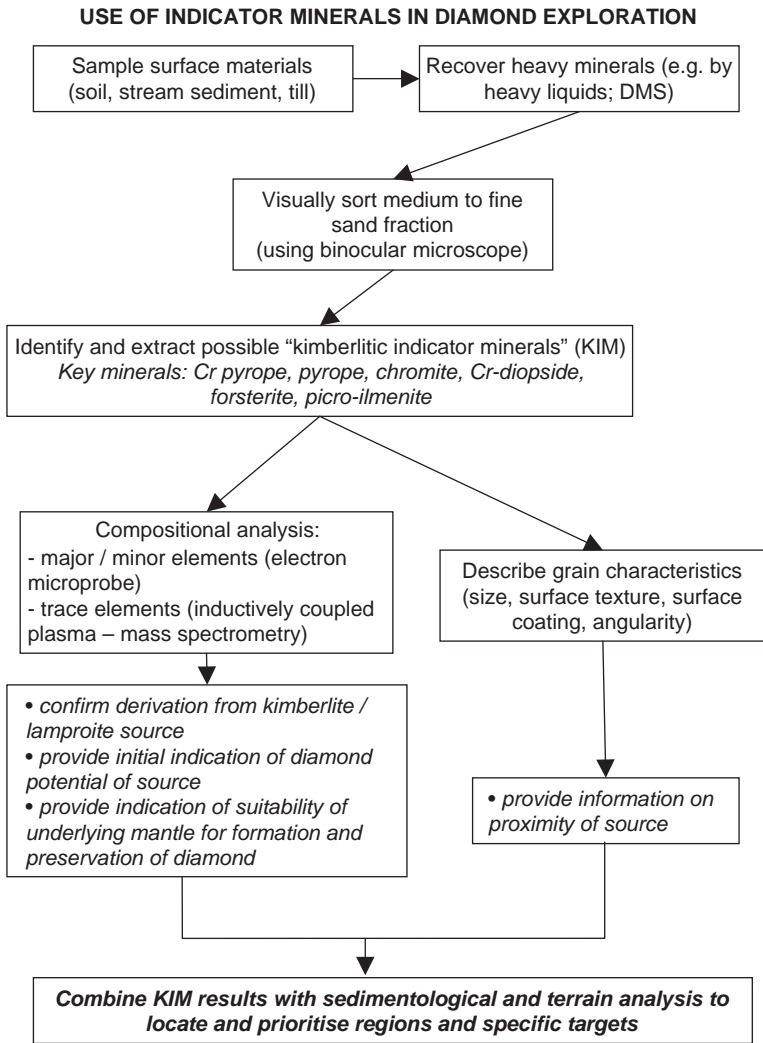 USE OF INDICATOR MINERALS IN DIAMOND EXPLORATION
Sample surface materials
(soil, stream sediment, till)
Recover heavy minerals (e.g. by
heavy liquids; DMS)
Visually sort medium to fine
sand fraction
(using binocular microscope)
Identify and extract possible “kimberlitic indicator minerals” (KIM)
Key minerals: Cr pyrope, pyrope, chromite, Cr-diopside,
forsterite, picro-ilmenite
Compositional analysis:
- major / minor elements (electron
microprobe)
- trace elements (inductively coupled
plasma – mass spectrometry)
Describe grain characteristics
(size, surface texture, surface
coating, angularity)
• confirm derivation from kimberlite /
lamproite source
• provide initial indication of diamond
potential of source
• provide indication of suitability of
underlying mantle for formation and
preservation of diamond
• provide information on
proximity of source
Combine KIM results with sedimentological and terrain analysis to
locate and prioritise regions and specific targets